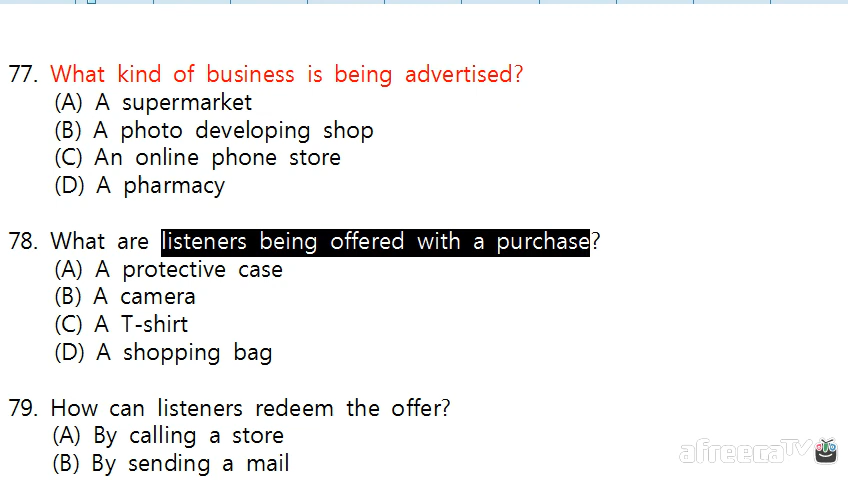 77. What kind of business is being advertised?
(A) A supermarket
(B) A photo developing shop
(C) An online phone store
(D) A pharmacy
78. What are listeners being offered with a purchase?
(A) A protective case
(B) A camera
(C) A T-shirt
(D) A shopping bag
79. How can listeners redeem the offer?
(A) By calling a store
(B) By sending a mail
afreecaTV